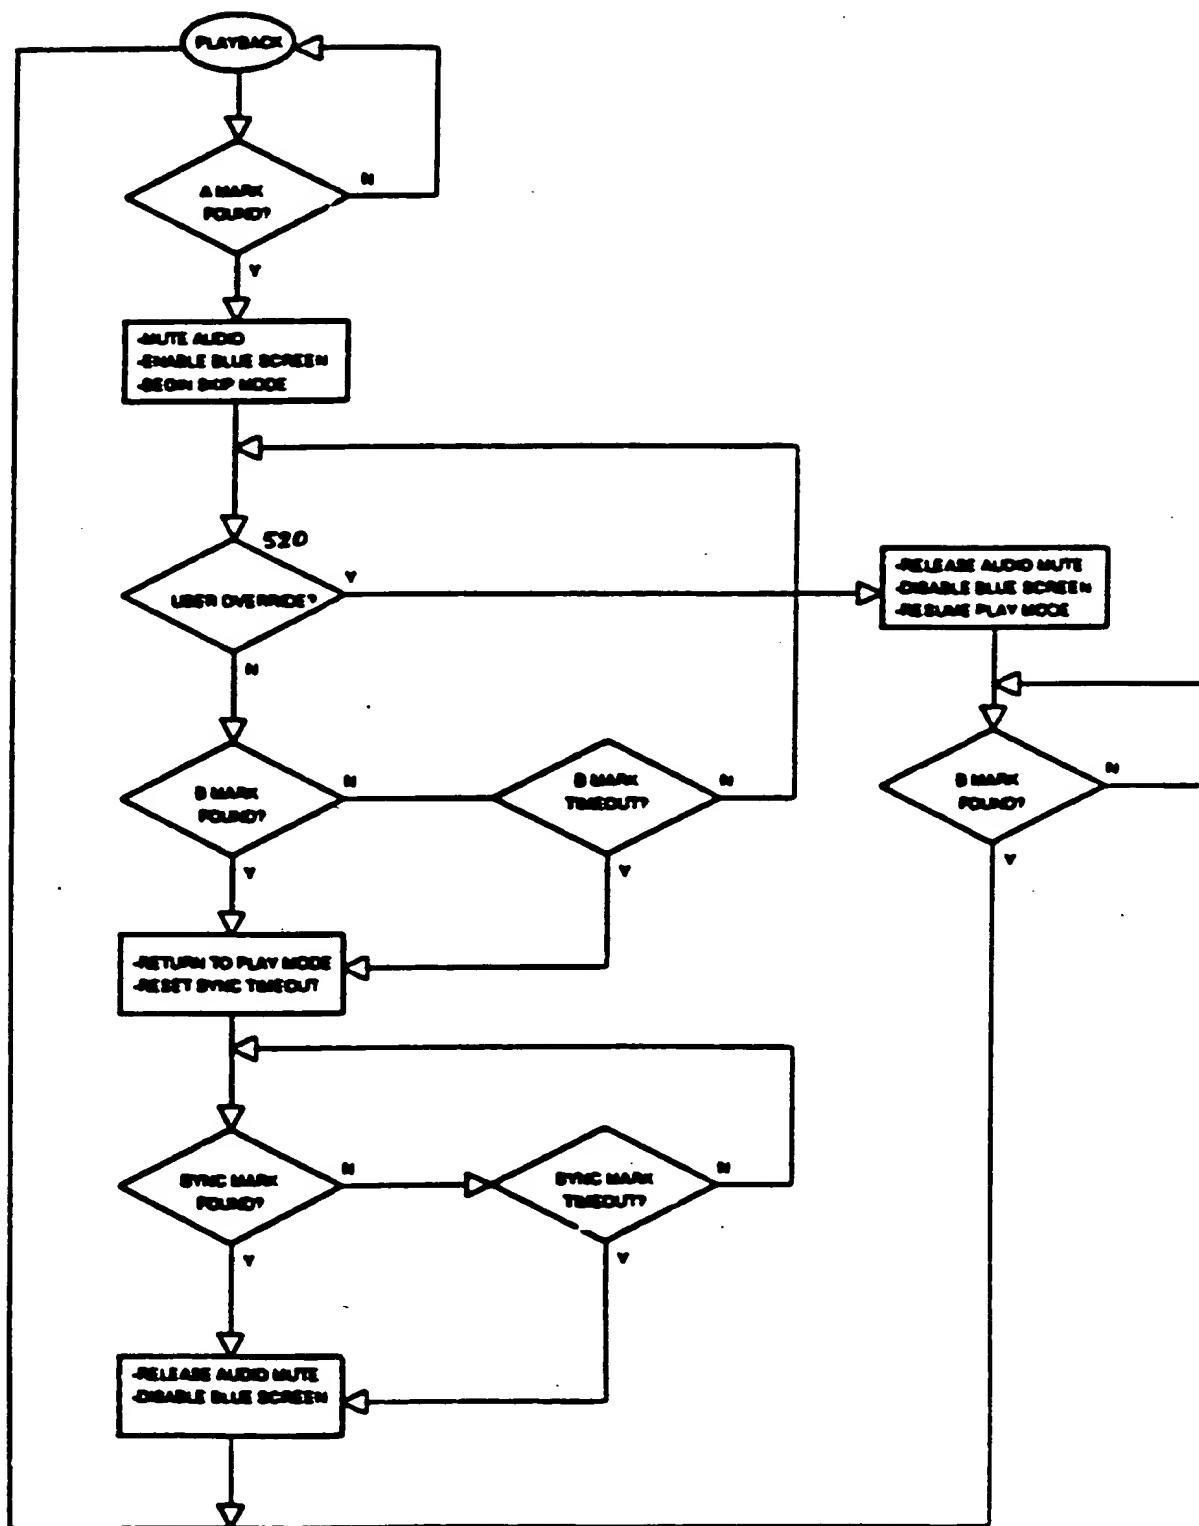 PLAYBACK
A MARK
FOUND?
N
Y
-MUTE AUDIO
-ENABLE BLUE SCREEN
-BEGIN SKIP MODE
520
USER OVERRIDE?
Y
N
-RELEASE AUDIO MUTE
-DISABLE BLUE SCREEN
-RESUME PLAY MODE
B MARK
FOUND?
N
Y
B MARK
TIMEOUT?
N
Y
B MARK
FOUND?
N
Y
-RETURN TO PLAY MODE
-RESET SYNC TIMEOUT
SYNC MARK
FOUND?
N
Y
SYNC MARK
TIMEOUT?
N
Y
-RELEASE AUDIO MUTE
-DISABLE BLUE SCREEN